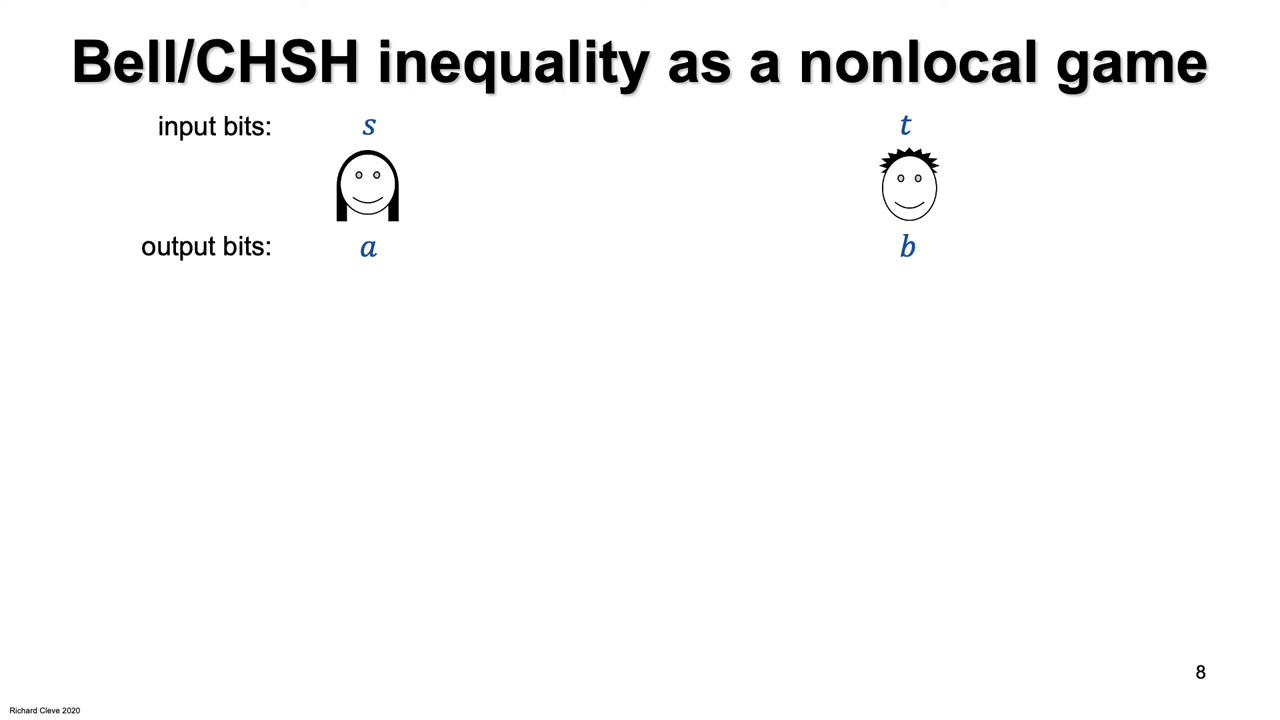 Bell/CHSH inequality as a nonlocal game
input bits: s t
output bits: a b
8
Richard Cleve 2020